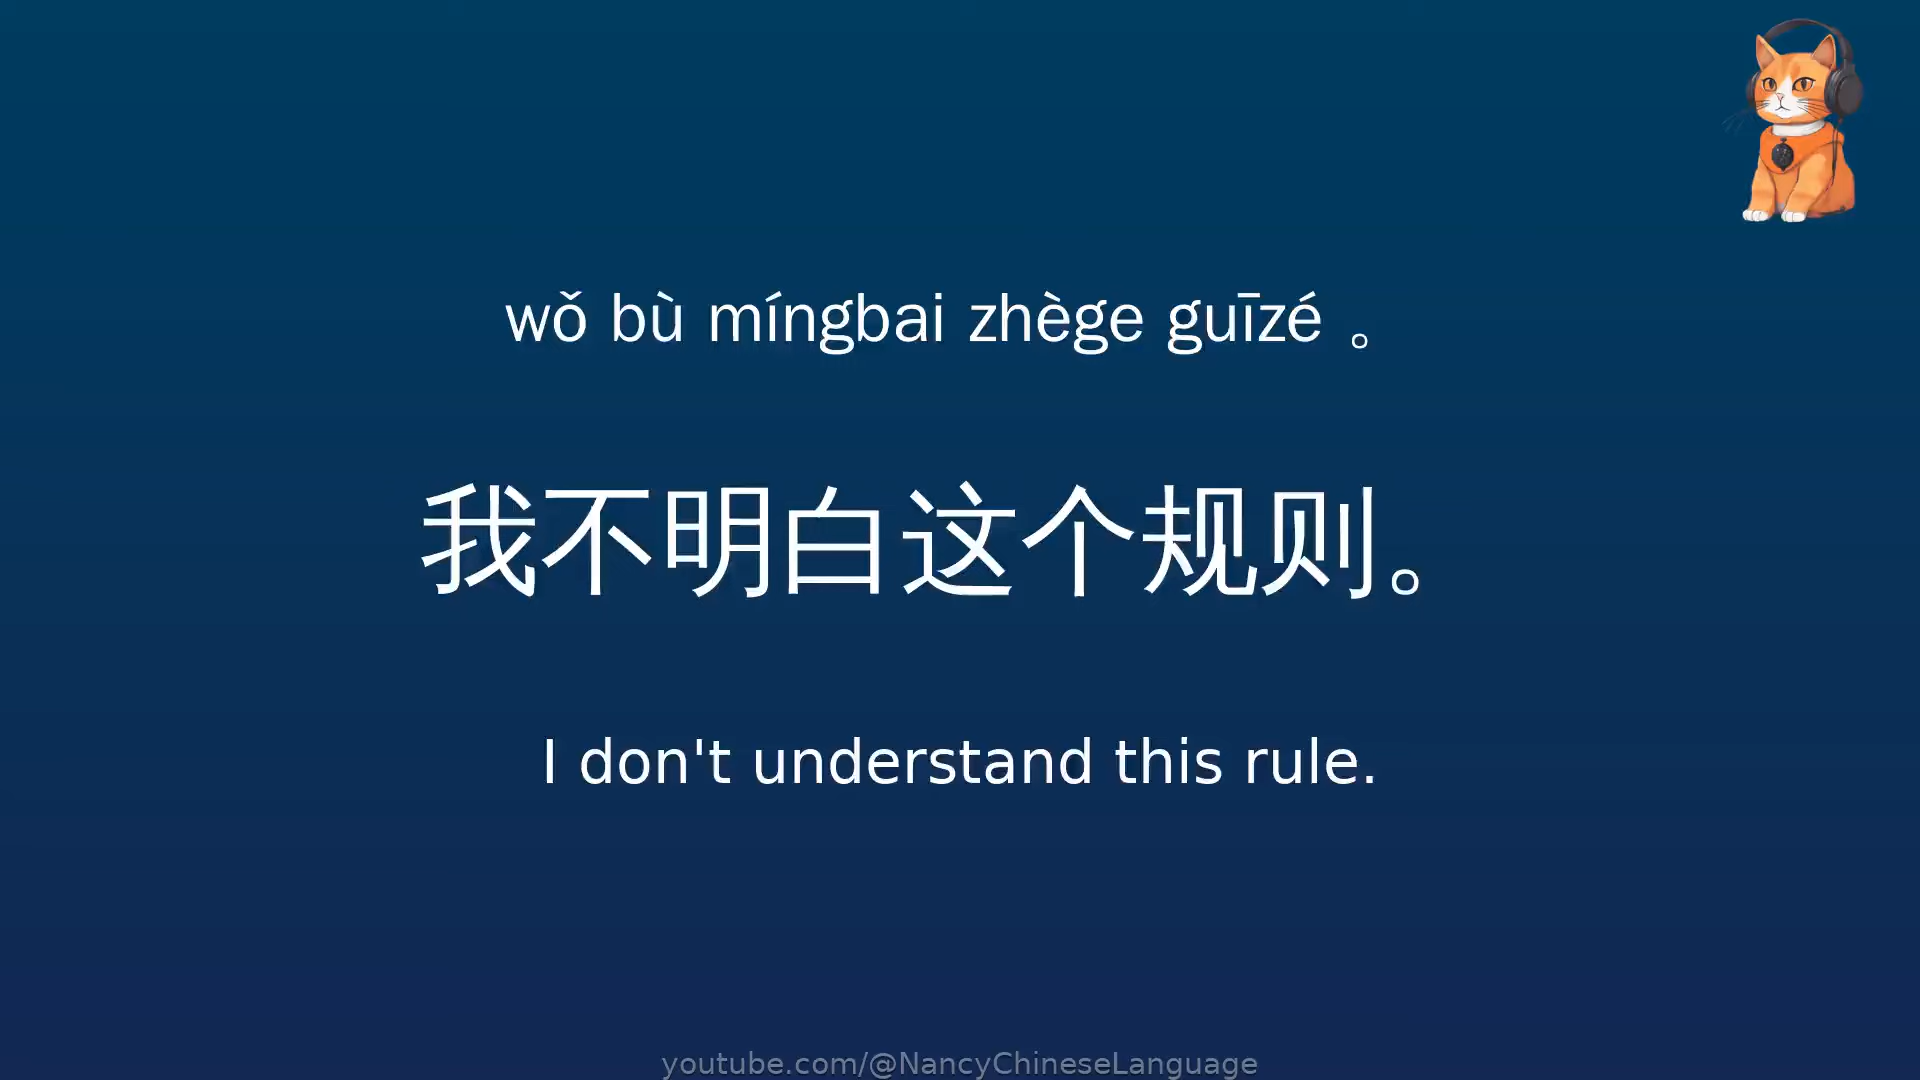 wǒ bù míngbai zhège guīzé 。
我不明白这个规则。
I don't understand this rule.
youtube.com/@NancyChineseLanguage